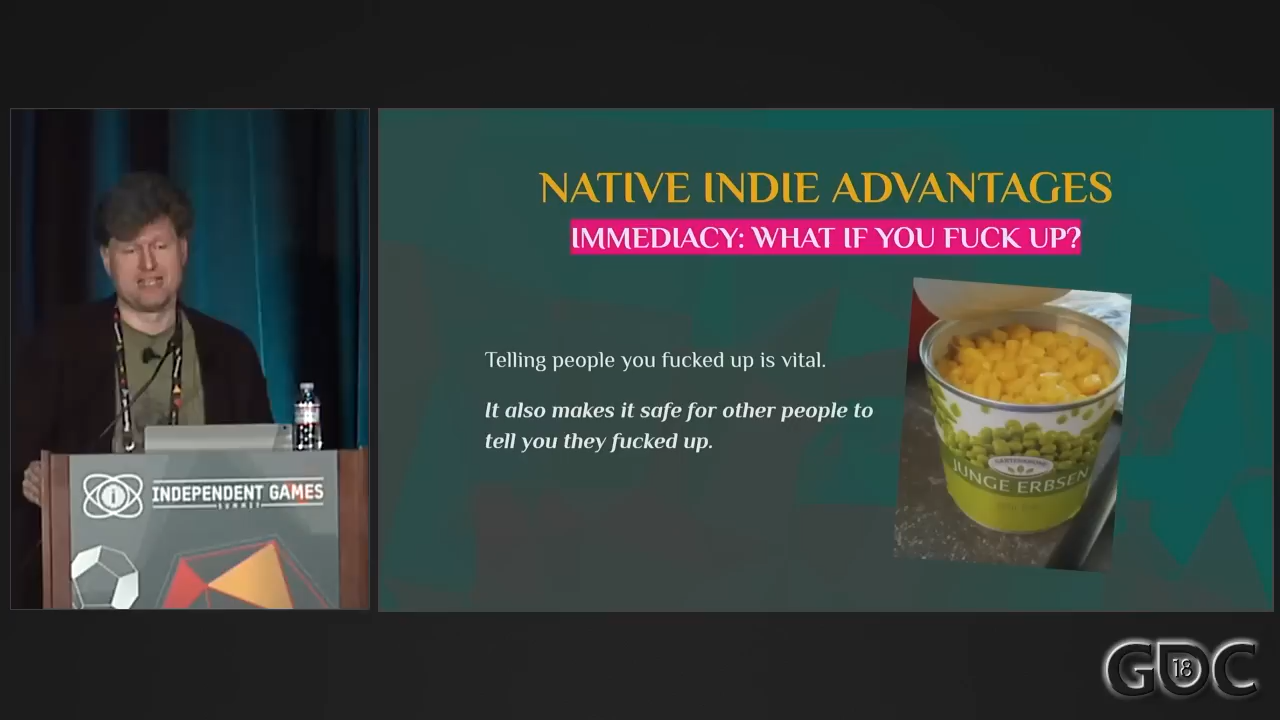 NATIVE INDIE ADVANTAGES
IMMEDIACY: WHAT IF YOU FUCK UP?
Telling people you fucked up is vital.
It also makes it safe for other people to
tell you they fucked up.
JUNGE ERBSEN
i
INDEPENDENT GAMES
SUMMIT
GDC
18